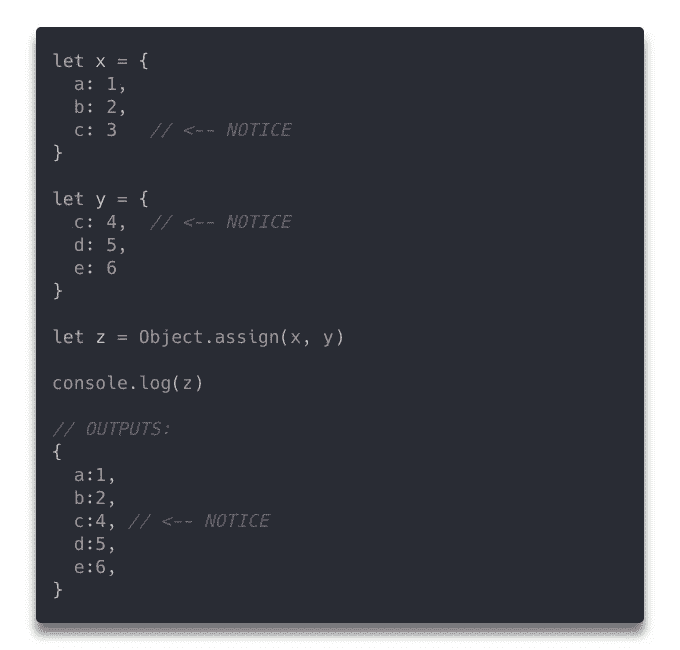 let x = {
  a: 1,
  b: 2,
  c: 3   // <-- NOTICE
}
let y = {
  c: 4,  // <-- NOTICE
  d: 5,
  e: 6
}
let z = Object.assign(x, y)
console.log(z)
// OUTPUTS:
{
  a:1,
  b:2,
  c:4, // <-- NOTICE
  d:5,
  e:6,
}